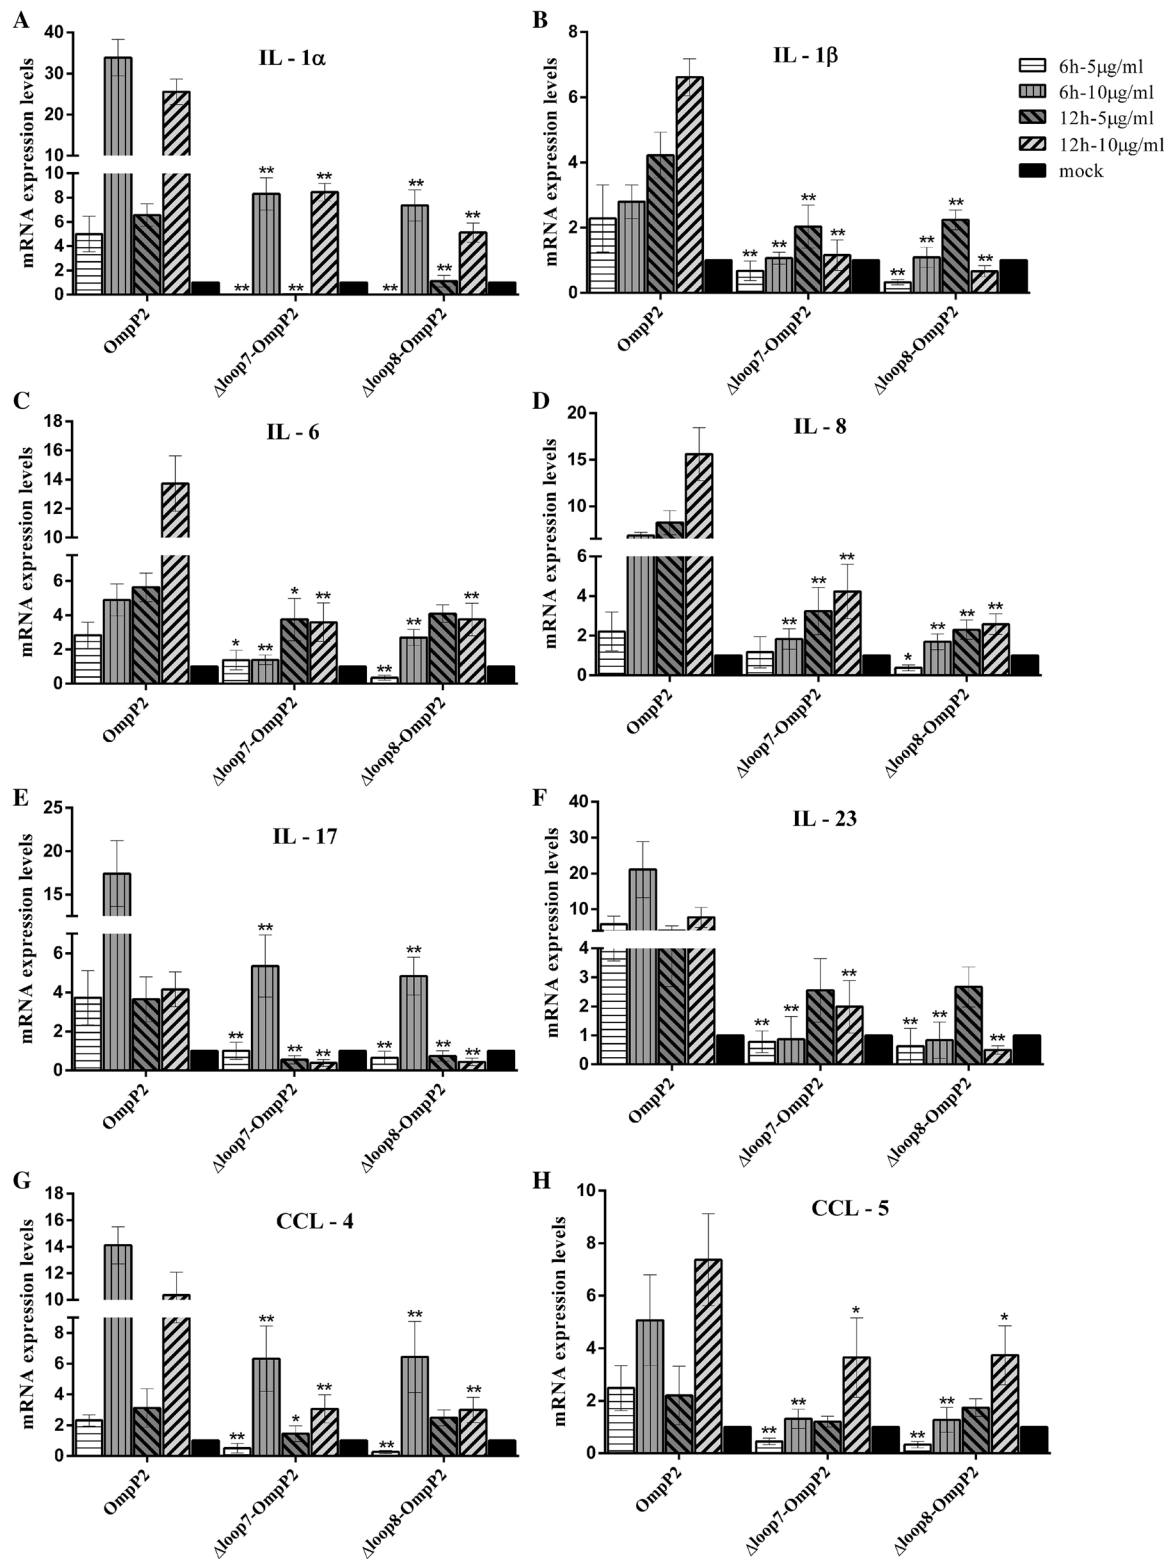 A
IL - 1α
mRNA expression levels
40
30
20
10
10
8
6
4
2
0
** ** ** ** ** ** ** **
OmpP2
Δloop7-OmpP2
Δloop8-OmpP2
B
IL - 1β
mRNA expression levels
8
6
4
2
0
** ** ** ** ** ** ** **
OmpP2
Δloop7-OmpP2
Δloop8-OmpP2
6h-5μg/ml
6h-10μg/ml
12h-5μg/ml
12h-10μg/ml
mock
C
IL - 6
mRNA expression levels
18
16
14
12
10
6
4
2
0
* ** * ** ** ** **
OmpP2
Δloop7-OmpP2
Δloop8-OmpP2
D
IL - 8
mRNA expression levels
20
15
10
6
4
2
0
** ** ** * ** ** **
OmpP2
Δloop7-OmpP2
Δloop8-OmpP2
E
IL - 17
mRNA expression levels
25
20
15
6
4
2
0
** ** ** ** ** ** ** **
OmpP2
Δloop7-OmpP2
Δloop8-OmpP2
F
IL - 23
mRNA expression levels
40
30
20
10
4
3
2
1
0
** ** ** ** ** **
OmpP2
Δloop7-OmpP2
Δloop8-OmpP2
G
CCL - 4
mRNA expression levels
18
16
14
12
10
8
6
4
2
0
** ** * ** ** ** **
OmpP2
Δloop7-OmpP2
Δloop8-OmpP2
H
CCL - 5
mRNA expression levels
10
8
6
4
2
0
** ** * ** ** *
OmpP2
Δloop7-OmpP2
Δloop8-OmpP2